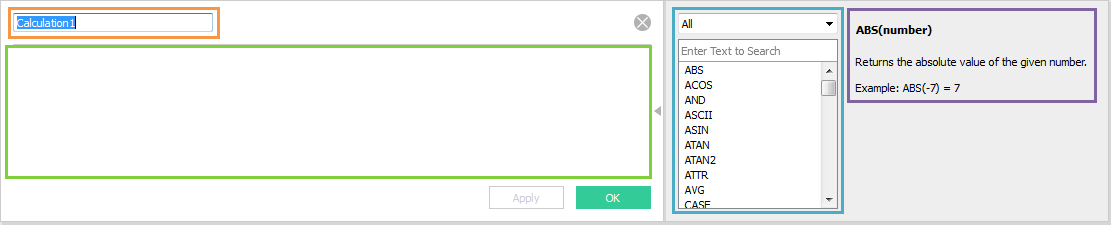 Calculation1
Apply
OK
All
Enter Text to Search
ABS
ACOS
AND
ASCII
ASIN
ATAN
ATAN2
ATTR
AVG
CASE
ABS(number)
Returns the absolute value of the given number.
Example: ABS(-7) = 7